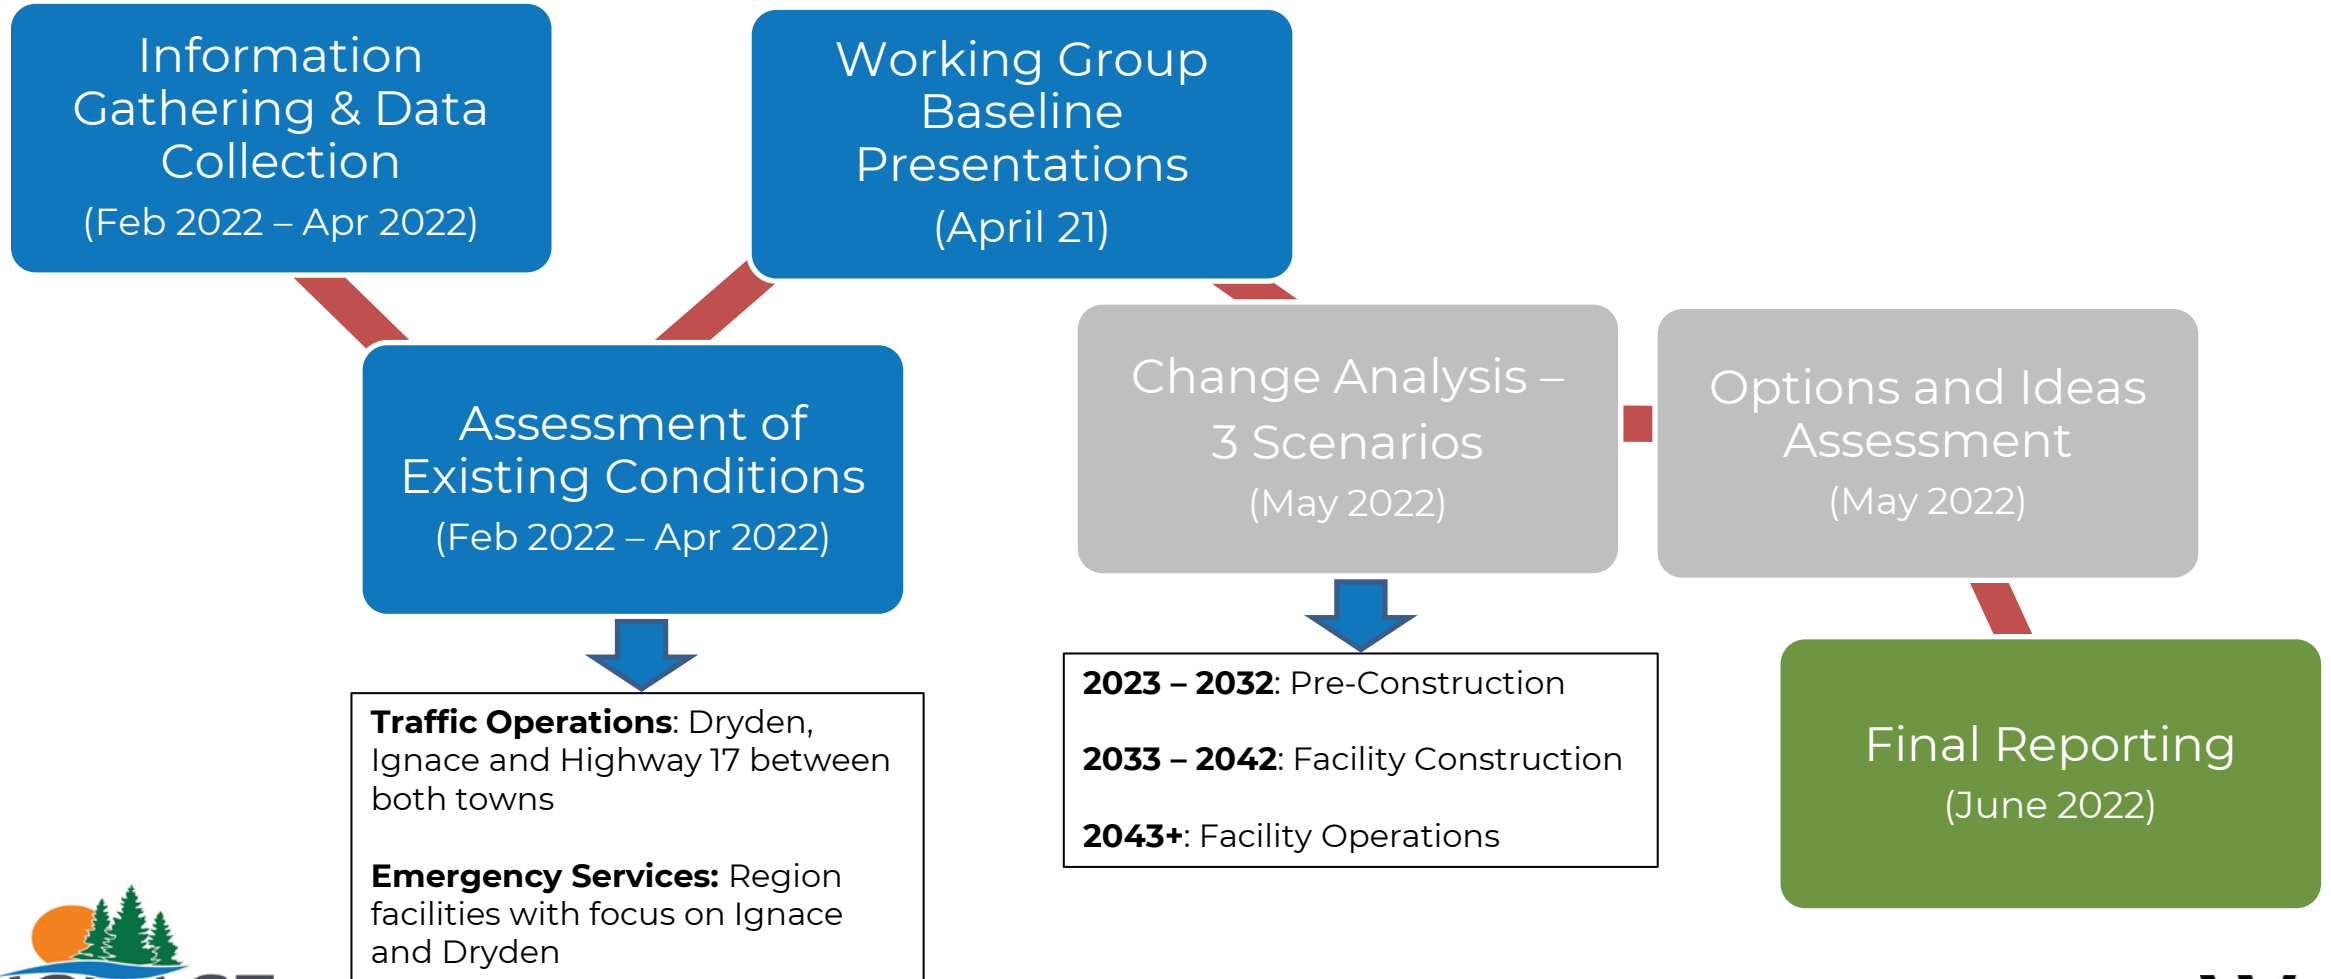 Information
Gathering & Data
Collection
(Feb 2022 – Apr 2022)
Working Group
Baseline
Presentations
(April 21)
Assessment of
Existing Conditions
(Feb 2022 – Apr 2022)
Change Analysis –
3 Scenarios
(May 2022)
Options and Ideas
Assessment
(May 2022)
Final Reporting
(June 2022)
Traffic Operations: Dryden,
Ignace and Highway 17 between
both towns
Emergency Services: Region
facilities with focus on Ignace
and Dryden
2023 – 2032: Pre-Construction
2033 – 2042: Facility Construction
2043+: Facility Operations